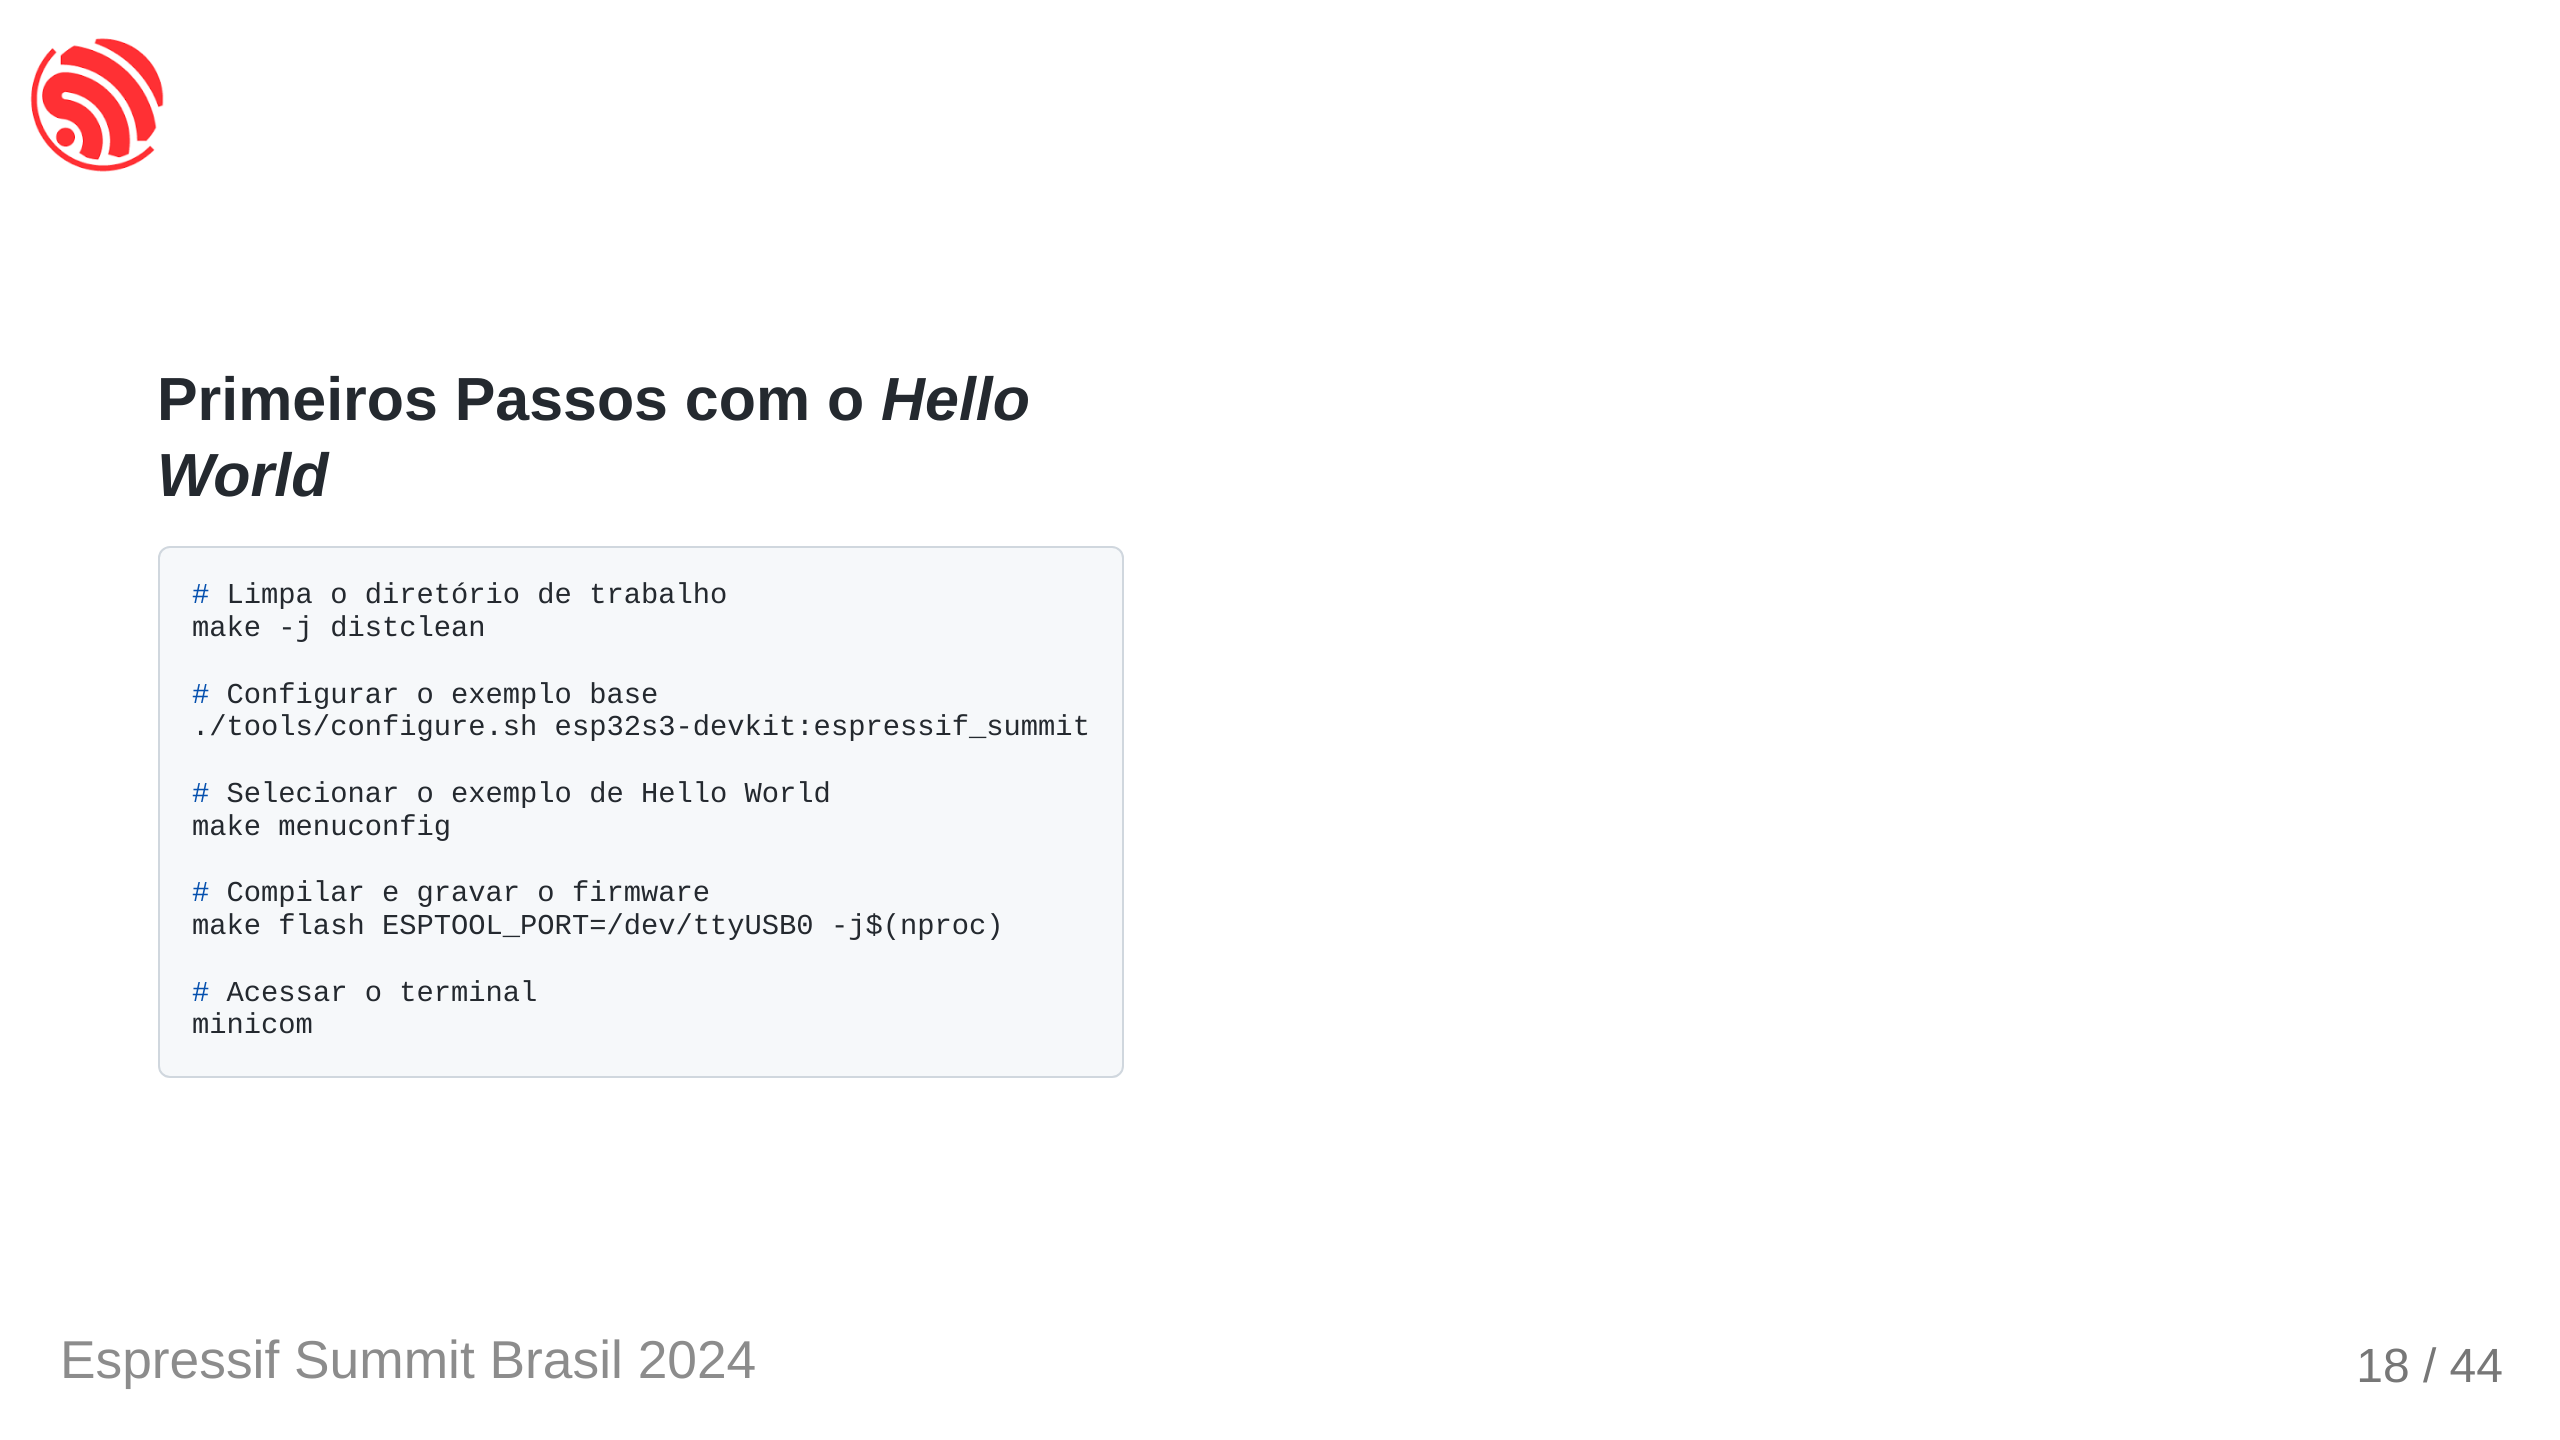 Primeiros Passos com o Hello
World
# Limpa o diretório de trabalho
make -j distclean
# Configurar o exemplo base
./tools/configure.sh esp32s3-devkit:espressif_summit
# Selecionar o exemplo de Hello World
make menuconfig
# Compilar e gravar o firmware
make flash ESPTOOL_PORT=/dev/ttyUSB0 -j$(nproc)
# Acessar o terminal
minicom
Espressif Summit Brasil 2024
18 / 44